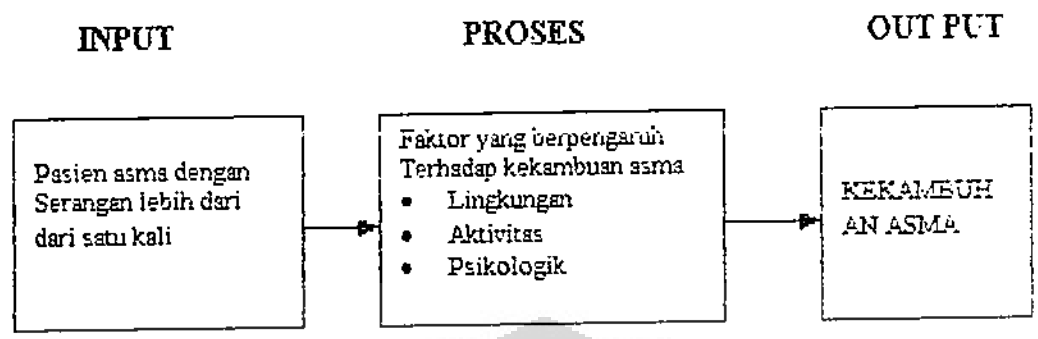 INPUT
PROSES
OUT PUT
Pasien asma dengan
Serangan lebih dari
dari satu kali
Faktor yang berpengaruh
Terhadap kekambuan asma
• Lingkungan
• Aktivitas
• Psikologik
KEKAMBUH
AN ASMA